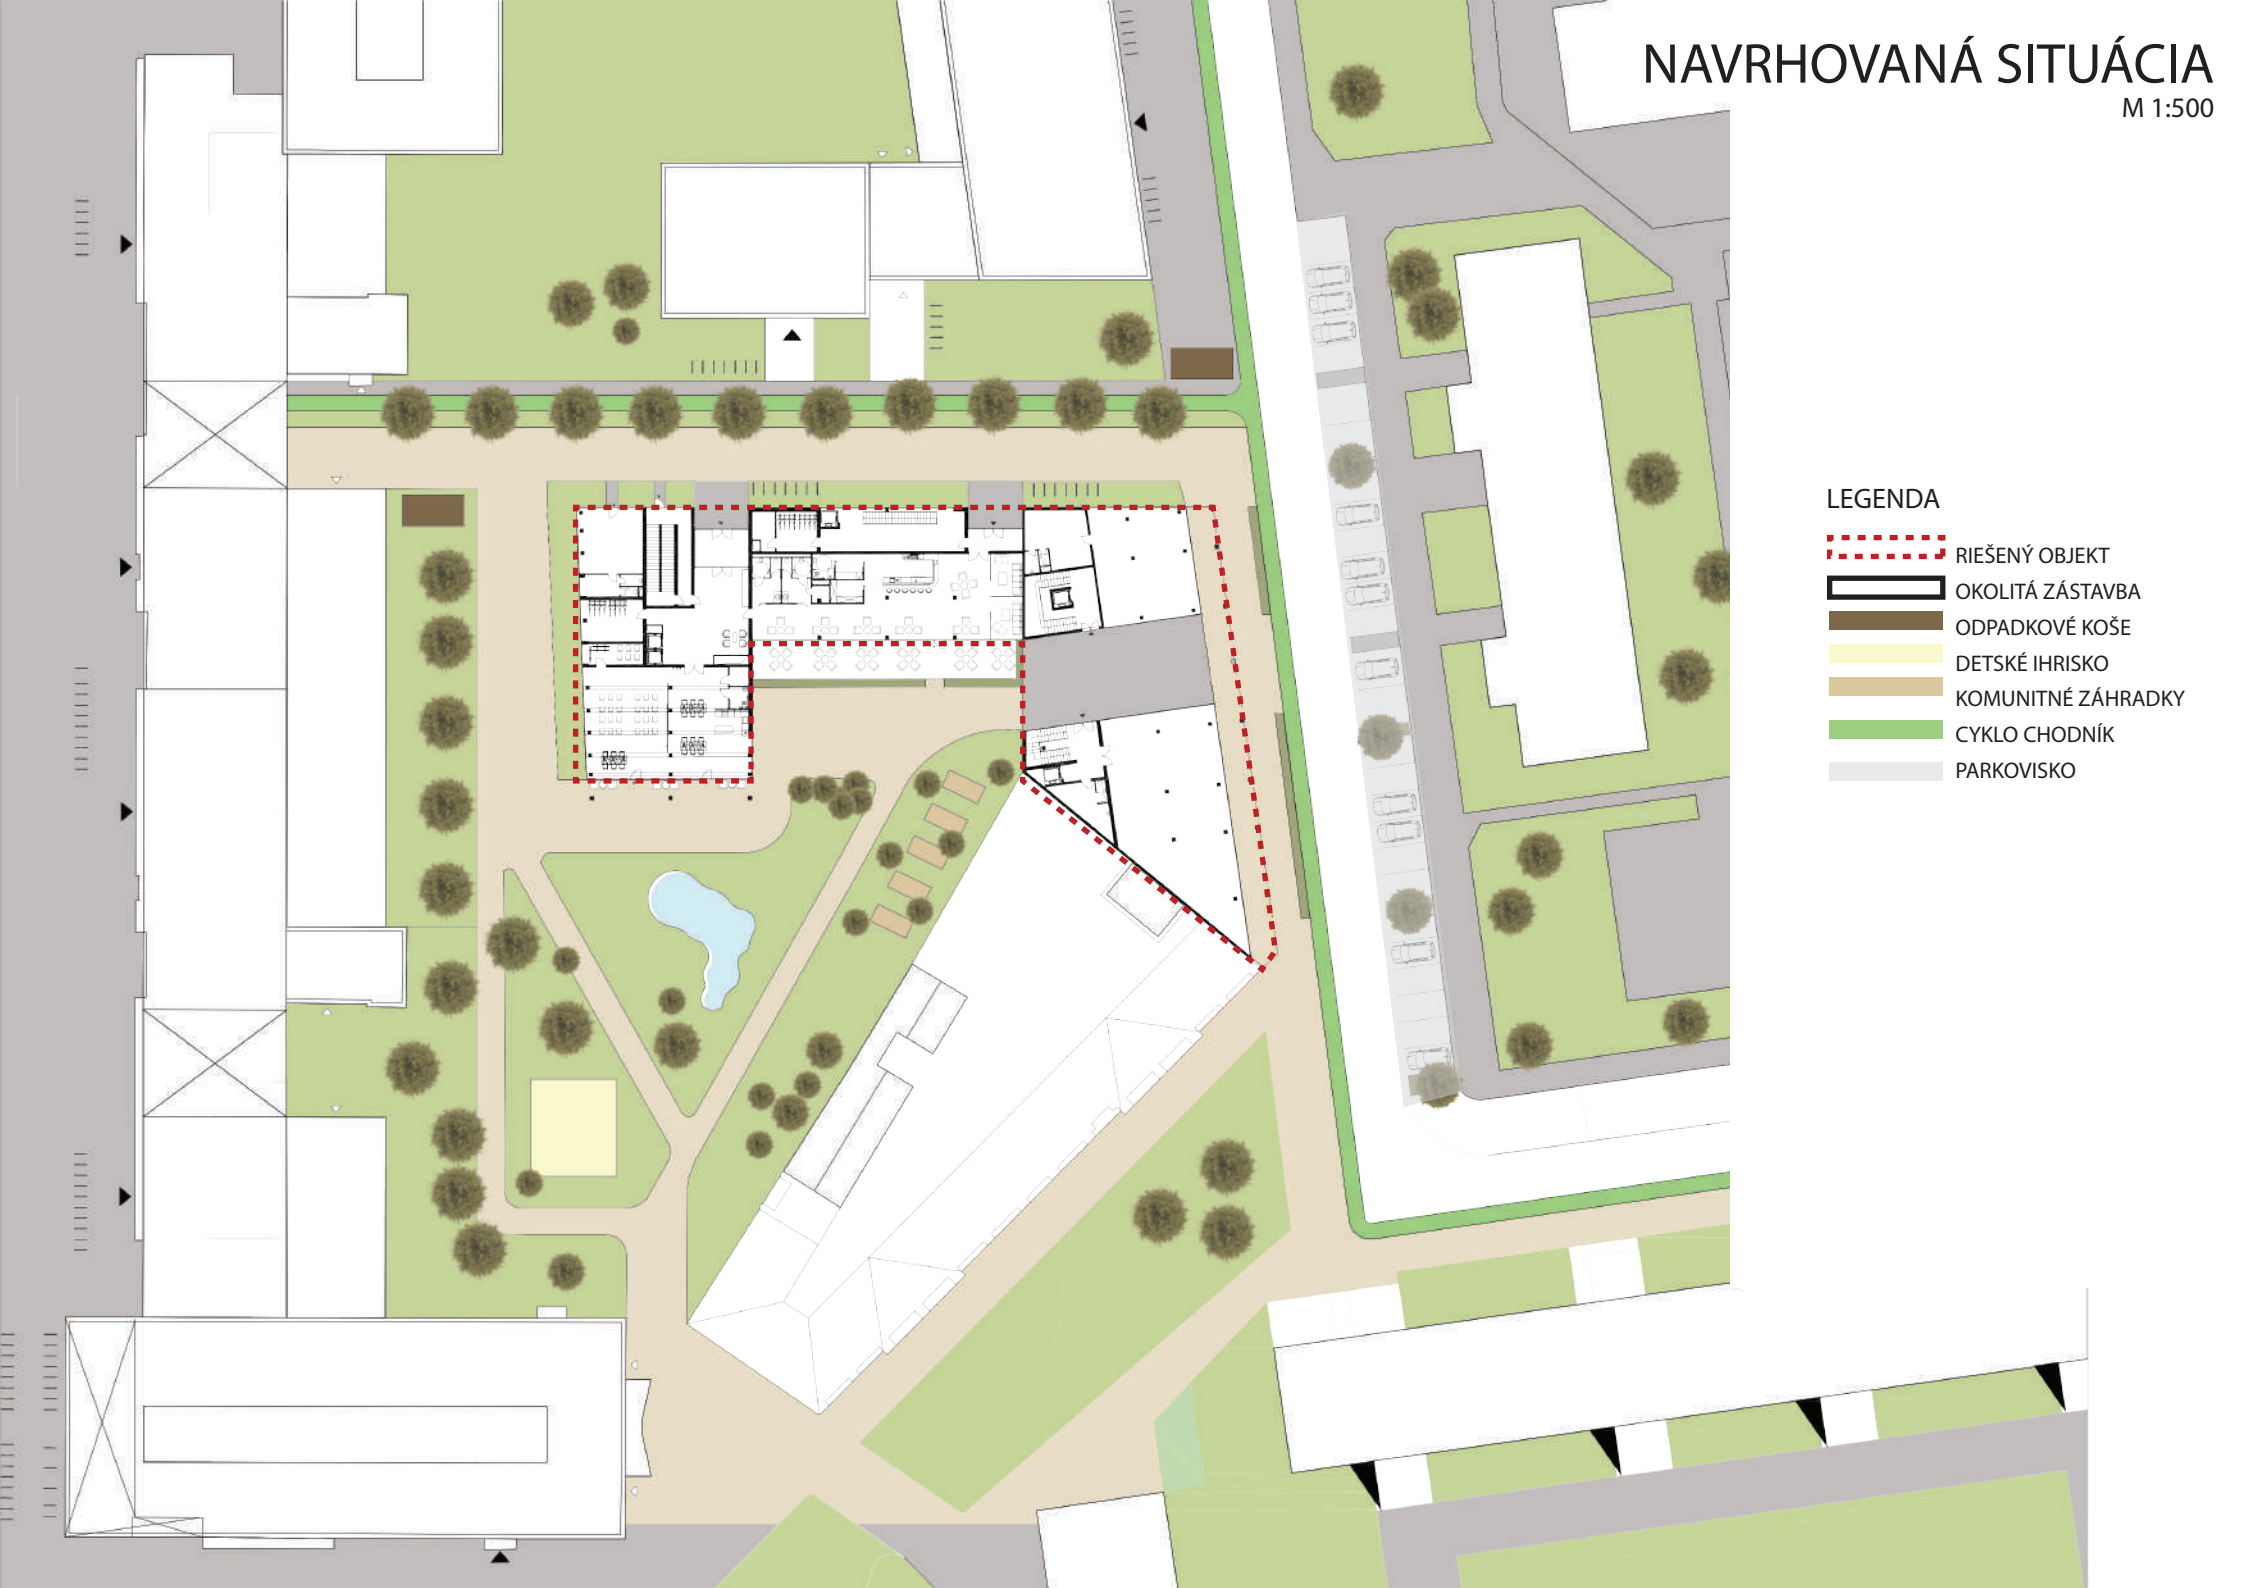 NAVRHOVANÁ SITUÁCIA
M 1:500
LEGENDA
RIEŠENÝ OBJEKT
OKOLITÁ ZÁSTAVBA
ODPADKOVÉ KOŠE
DETSKÉ IHRISKO
KOMUNITNÉ ZÁHRADKY
CYKLO CHODNÍK
PARKOVISKO